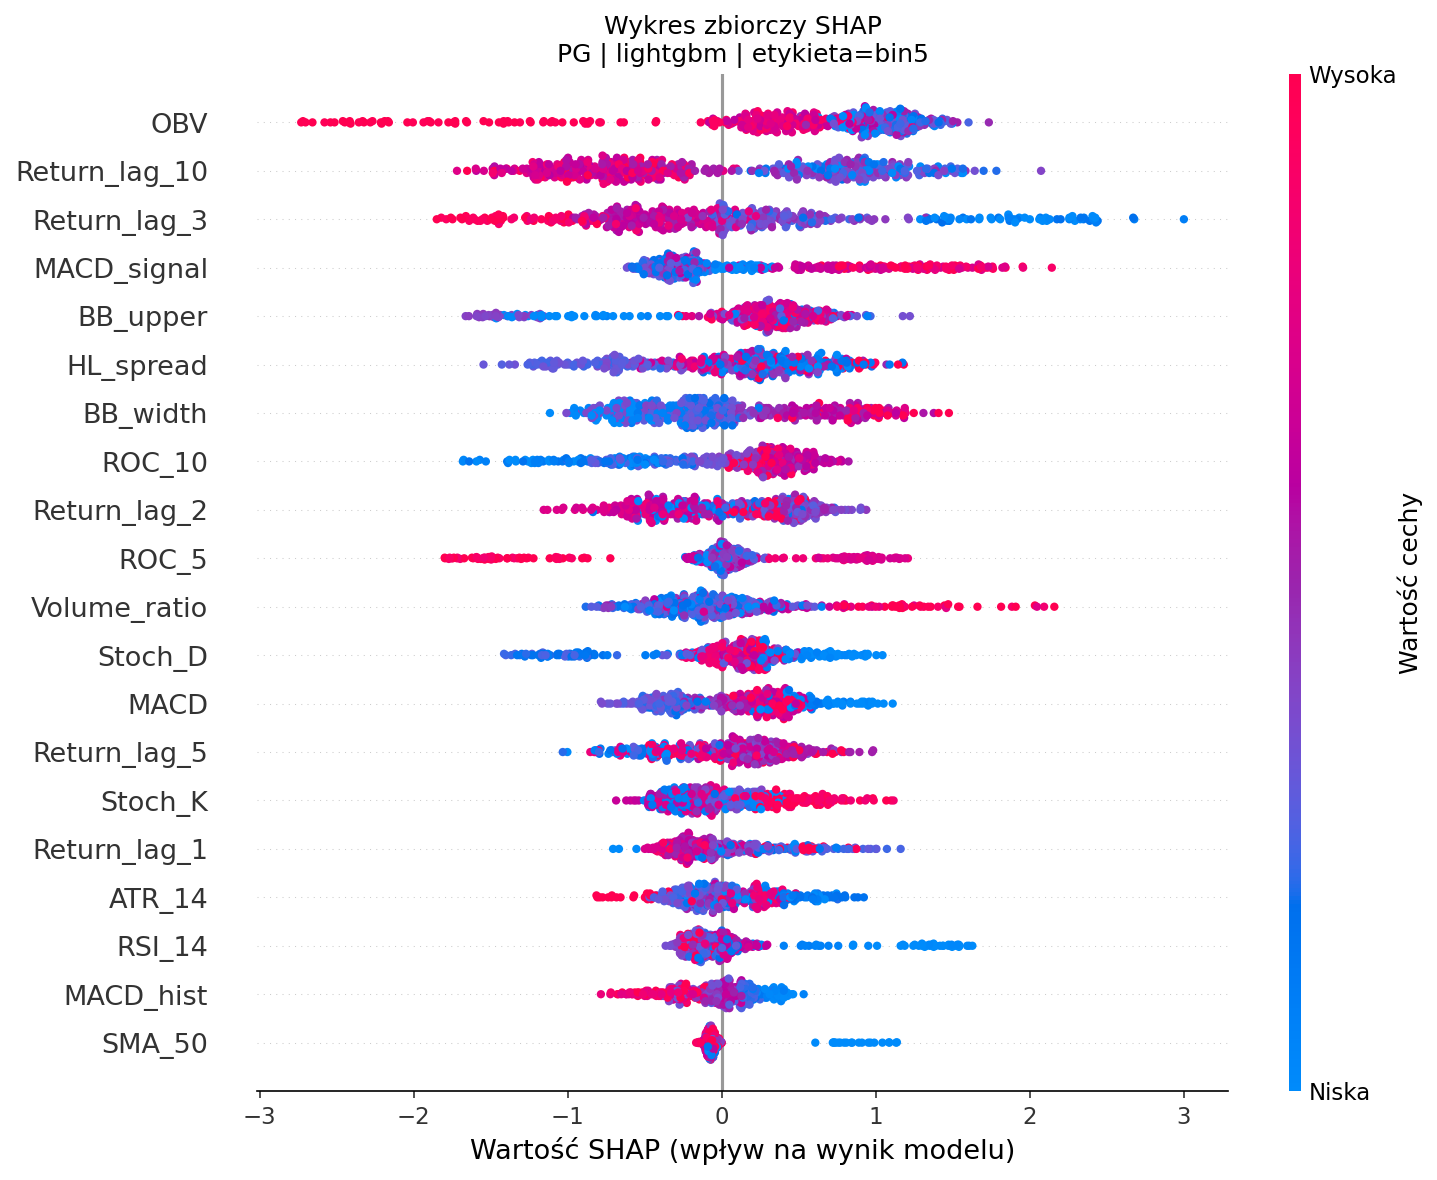 Wykres zbiorczy SHAP
PG | lightgbm | etykieta=bin5
Wysoka
OBV
Return_lag_10
Return_lag_3
MACD_signal
BB_upper
HL_spread
BB_width
ROC_10
Return_lag_2
ROC_5
Volume_ratio
Stoch_D
MACD
Return_lag_5
Stoch_K
Return_lag_1
ATR_14
RSI_14
MACD_hist
SMA_50
Wartość cechy
Niska
−3 −2 −1 0 1 2 3
Wartość SHAP (wpływ na wynik modelu)